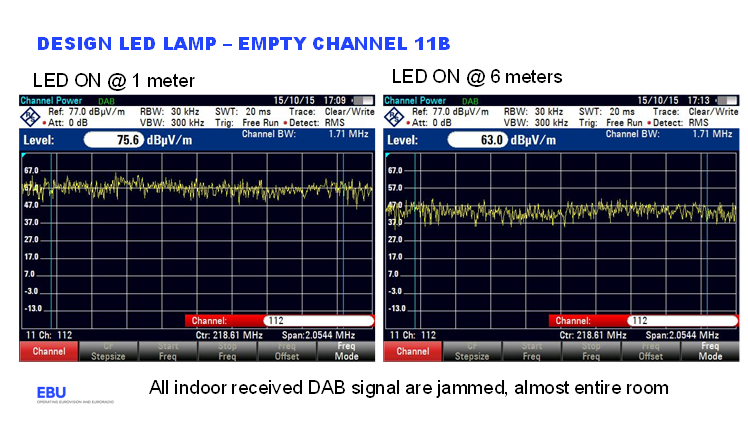 DESIGN LED LAMP – EMPTY CHANNEL 11B
LED ON @ 1 meter
Channel Power DAB 15/10/15 17:09
Ref: 77.0 dBµV/m RBW: 30 kHz SWT: 20 ms Trace: Clear/Write
• Att: 0 dB VBW: 300 kHz Trig: Free Run • Detect: RMS
Level: 75.6 dBµV/m Channel BW: 1.71 MHz
67.0
57.0
47.0
37.0
27.0
17.0
7.0
-3.0
-13.0
Channel: 112
11 Ch: 112 Ctr: 218.61 MHz Span: 2.0544 MHz
Channel
CF Stepsize
Start Freq
Stop Freq
Freq Offset
Freq Mode
LED ON @ 6 meters
Channel Power DAB 15/10/15 17:13
Ref: 77.0 dBµV/m RBW: 30 kHz SWT: 20 ms Trace: Clear/Write
• Att: 0 dB VBW: 300 kHz Trig: Free Run • Detect: RMS
Level: 63.0 dBµV/m Channel BW: 1.71 MHz
67.0
57.0
47.0
37.0
27.0
17.0
7.0
-3.0
-13.0
Channel: 112
11 Ch: 112 Ctr: 218.61 MHz Span: 2.0544 MHz
Channel
CF Stepsize
Start Freq
Stop Freq
Freq Offset
Freq Mode
All indoor received DAB signal are jammed, almost entire room
EBU
OPERATING EUROVISION AND EURORADIO